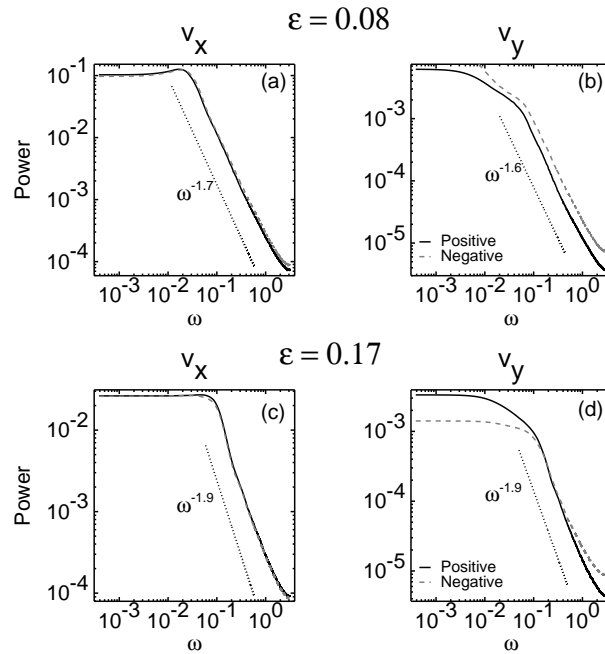 ε = 0.08
v_x
v_y
(a)
(b)
Power
10^-1
10^-2
10^-3
10^-4
ω^-1.7
10^-3 10^-2 10^-1 10^0
ω
10^-3
10^-4
10^-5
ω^-1.6
Positive
Negative
10^-3 10^-2 10^-1 10^0
ω
ε = 0.17
v_x
v_y
(c)
(d)
Power
10^-2
10^-3
10^-4
ω^-1.9
10^-3 10^-2 10^-1 10^0
ω
10^-3
10^-4
10^-5
ω^-1.9
Positive
Negative
10^-3 10^-2 10^-1 10^0
ω